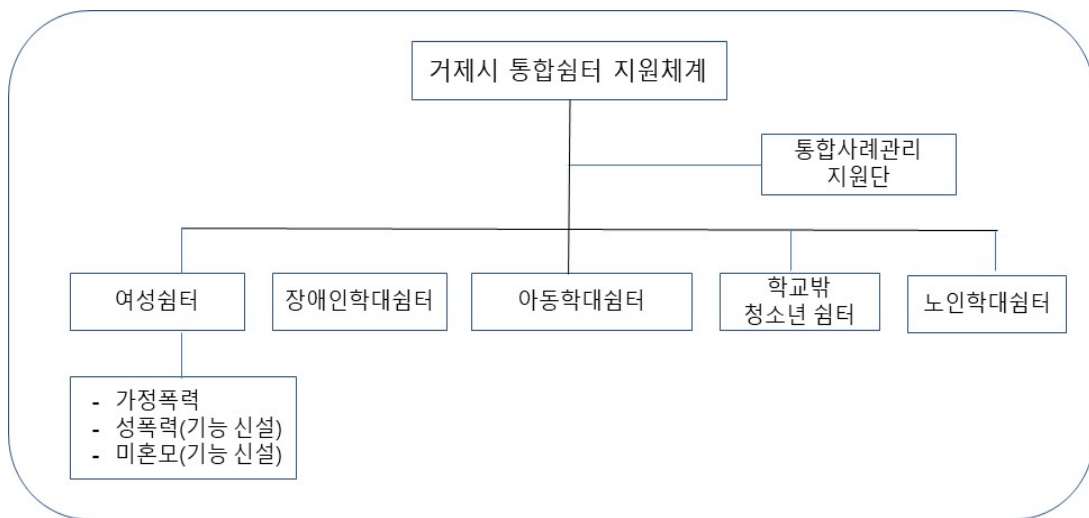 거제시 통합쉼터 지원체계
통합사례관리
지원단
여성쉼터
장애인학대쉼터
아동학대쉼터
학교밖
청소년 쉼터
노인학대쉼터
- 가정폭력
- 성폭력(기능 신설)
- 미혼모(기능 신설)